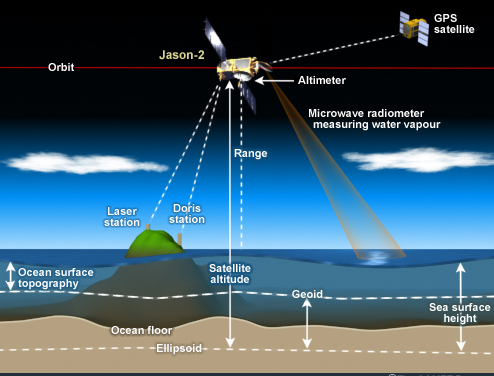 GPS
satellite
Jason-2
Orbit
Altimeter
Microwave radiometer
measuring water vapour
Range
Laser
station
Doris
station
Ocean surface
topography
Satellite
altitude
Geoid
Sea surface
height
Ocean floor
Ellipsoid